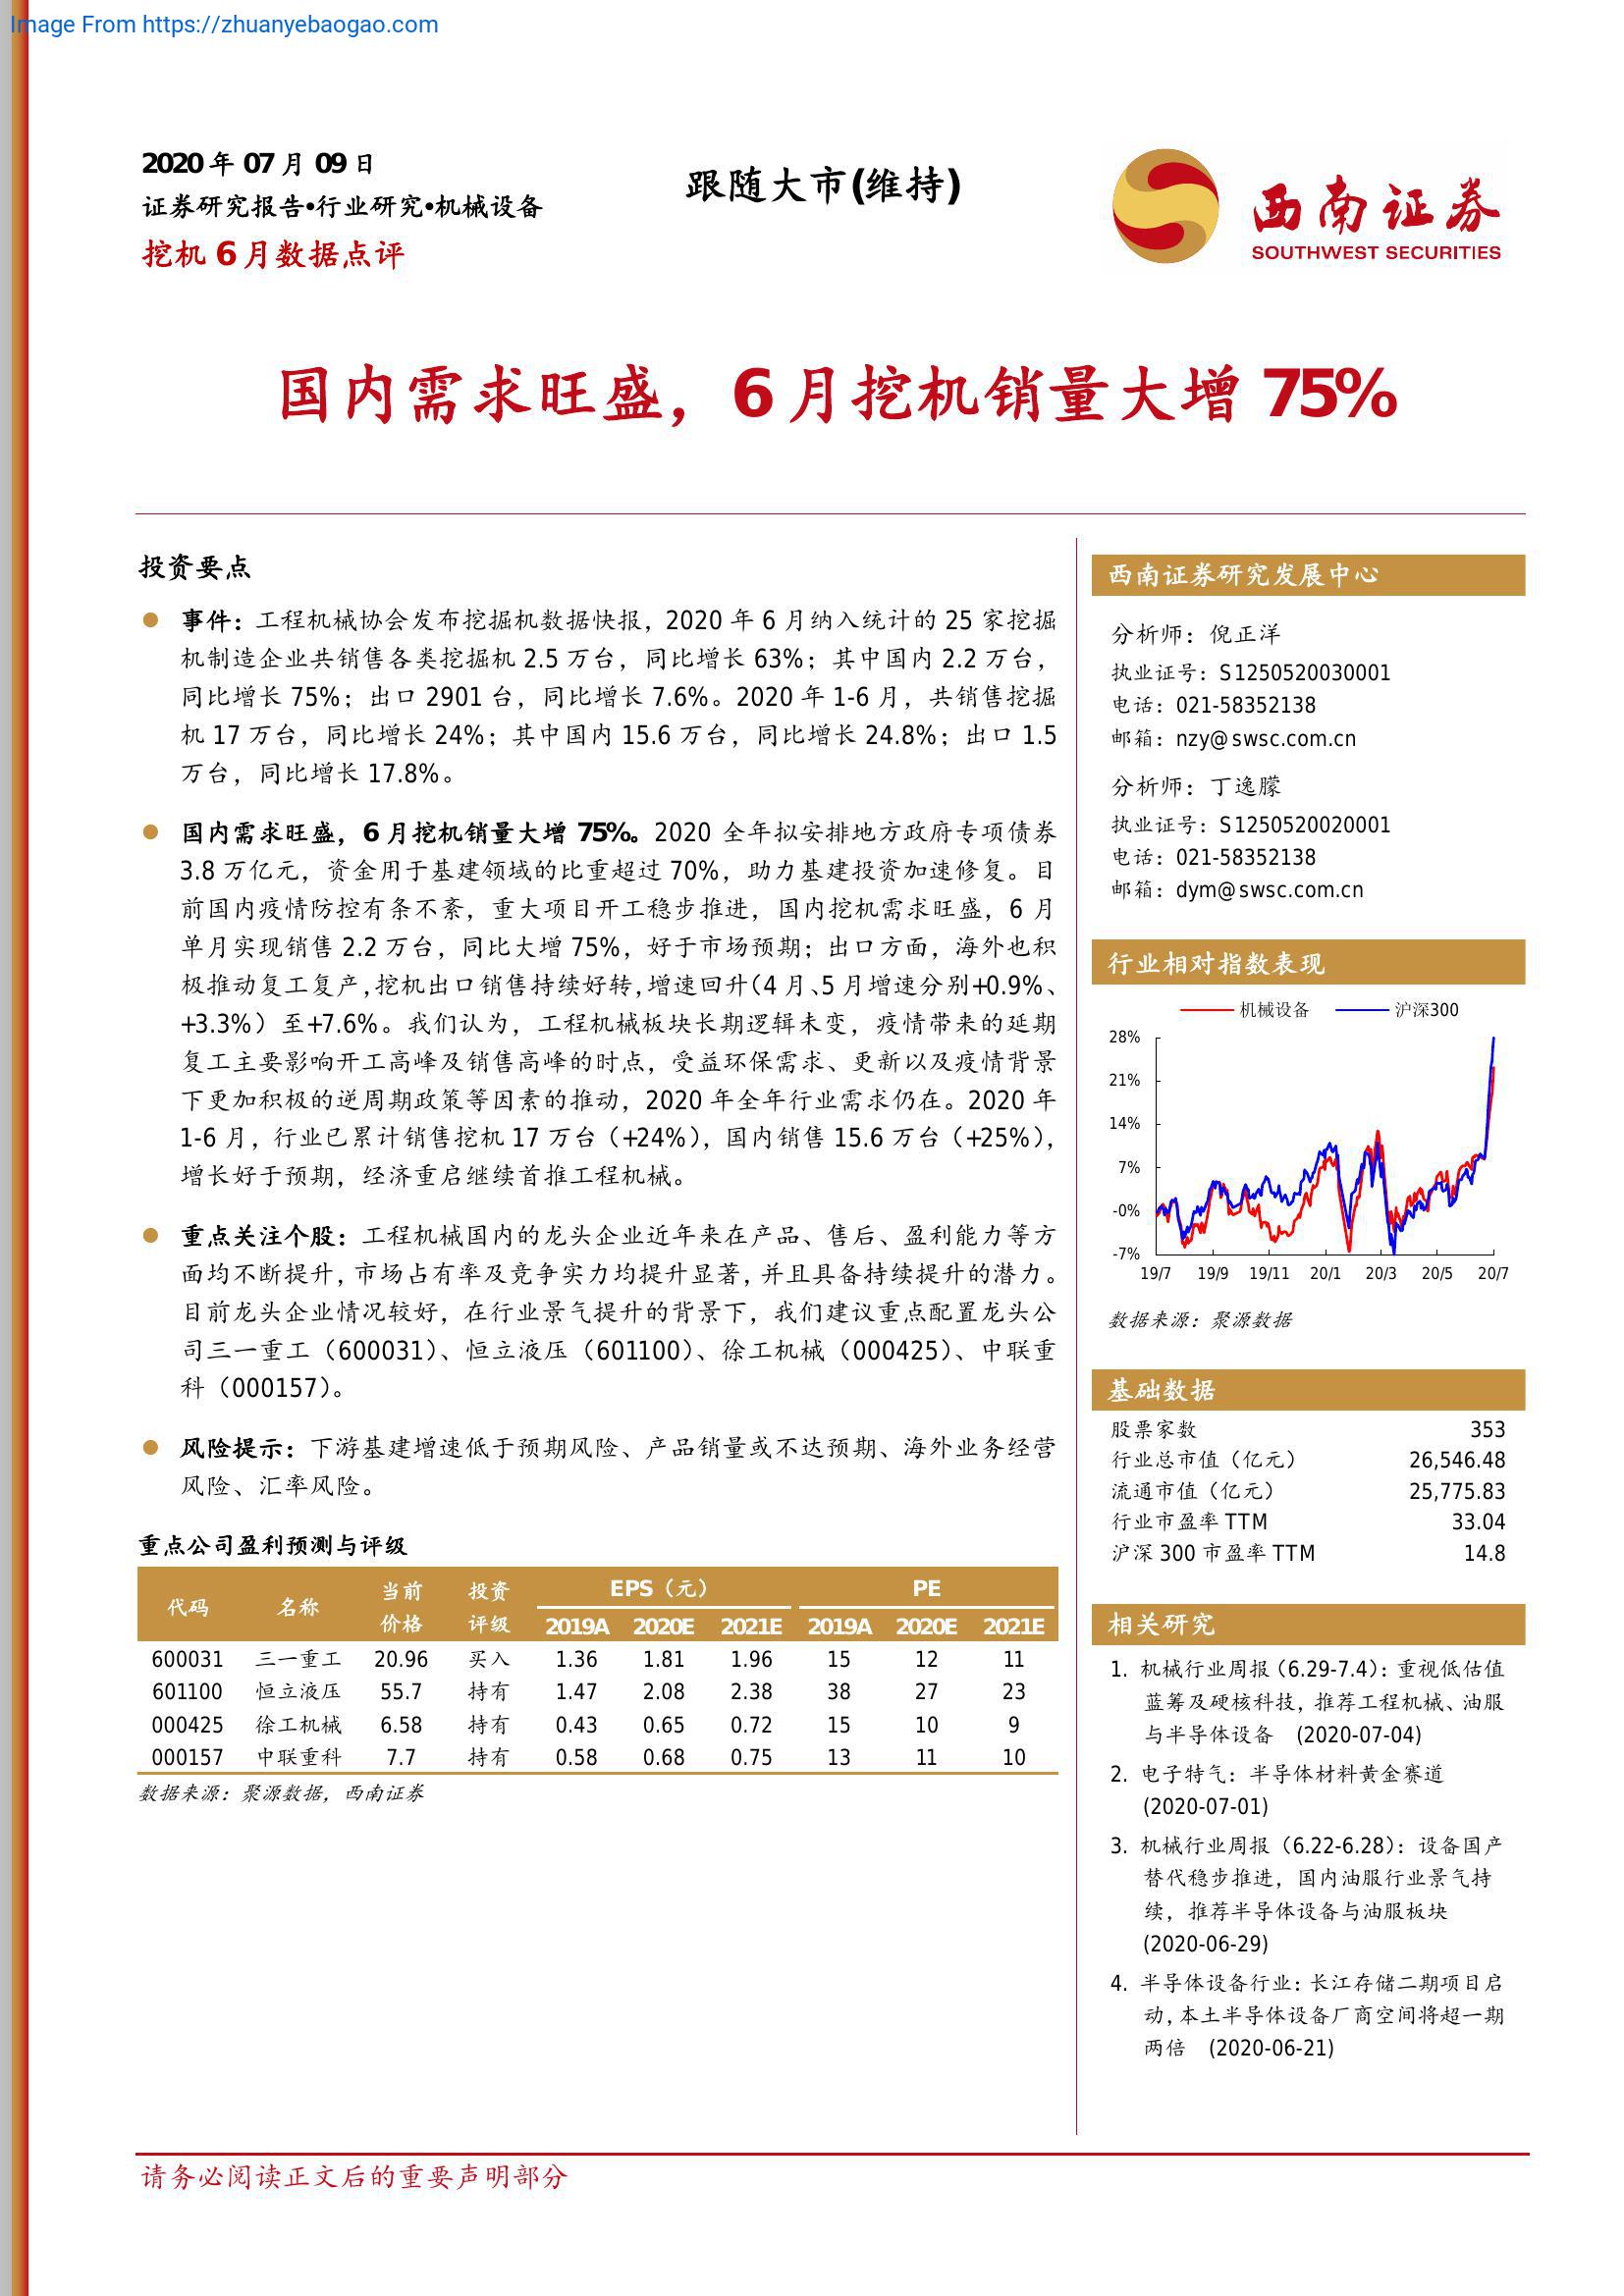 Image From https://zhuanyebaogao.com
2020 年 07 月 09 日
证券研究报告•行业研究•机械设备
挖机 6 月数据点评
跟随大市(维持)
西南证券
SOUTHWEST SECURITIES
国内需求旺盛，6 月挖机销量大增 75%
投资要点
事件：工程机械协会发布挖掘机数据快报，2020 年 6 月纳入统计的 25 家挖掘
机制造企业共销售各类挖掘机 2.5 万台，同比增长 63%；其中国内 2.2 万台，
同比增长 75%；出口 2901 台，同比增长 7.6%。2020 年 1-6 月，共销售挖掘
机 17 万台，同比增长 24%；其中国内 15.6 万台，同比增长 24.8%；出口 1.5
万台，同比增长 17.8%。
国内需求旺盛，6 月挖机销量大增 75%。2020 全年拟安排地方政府专项债券
3.8 万亿元，资金用于基建领域的比重超过 70%，助力基建投资加速修复。目
前国内疫情防控有条不紊，重大项目开工稳步推进，国内挖机需求旺盛，6 月
单月实现销售 2.2 万台，同比大增 75%，好于市场预期；出口方面，海外也积
极推动复工复产，挖机出口销售持续好转，增速回升（4 月、5 月增速分别+0.9%、
+3.3%）至+7.6%。我们认为，工程机械板块长期逻辑未变，疫情带来的延期
复工主要影响开工高峰及销售高峰的时点，受益环保需求、更新以及疫情背景
下更加积极的逆周期政策等因素的推动，2020 年全年行业需求仍在。2020 年
1-6 月，行业已累计销售挖机 17 万台（+24%），国内销售 15.6 万台（+25%），
增长好于预期，经济重启继续首推工程机械。
重点关注个股：工程机械国内的龙头企业近年来在产品、售后、盈利能力等方
面均不断提升，市场占有率及竞争实力均提升显著，并且具备持续提升的潜力。
目前龙头企业情况较好，在行业景气提升的背景下，我们建议重点配置龙头公
司三一重工（600031）、恒立液压（601100）、徐工机械（000425）、中联重
科（000157）。
风险提示：下游基建增速低于预期风险、产品销量或不达预期、海外业务经营
风险、汇率风险。
重点公司盈利预测与评级
代码 名称 当前价格 投资评级 EPS（元） PE
2019A 2020E 2021E 2019A 2020E 2021E
600031 三一重工 20.96 买入 1.36 1.81 1.96 15 12 11
601100 恒立液压 55.7 持有 1.47 2.08 2.38 38 27 23
000425 徐工机械 6.58 持有 0.43 0.65 0.72 15 10 9
000157 中联重科 7.7 持有 0.58 0.68 0.75 13 11 10
数据来源：聚源数据，西南证券
西南证券研究发展中心
分析师：倪正洋
执业证号：S1250520030001
电话：021-58352138
邮箱：nzy@swsc.com.cn
分析师：丁逸朦
执业证号：S1250520020001
电话：021-58352138
邮箱：dym@swsc.com.cn
行业相对指数表现
机械设备 沪深300
28%
21%
14%
7%
-0%
-7%
19/7 19/9 19/11 20/1 20/3 20/5 20/7
数据来源：聚源数据
基础数据
股票家数 353
行业总市值（亿元） 26,546.48
流通市值（亿元） 25,775.83
行业市盈率 TTM 33.04
沪深 300 市盈率 TTM 14.8
相关研究
1. 机械行业周报（6.29-7.4）：重视低估值
蓝筹及硬核科技，推荐工程机械、油服
与半导体设备 (2020-07-04)
2. 电子特气：半导体材料黄金赛道
(2020-07-01)
3. 机械行业周报（6.22-6.28）：设备国产
替代稳步推进，国内油服行业景气持
续，推荐半导体设备与油服板块
(2020-06-29)
4. 半导体设备行业：长江存储二期项目启
动，本土半导体设备厂商空间将超一期
两倍 (2020-06-21)
请务必阅读正文后的重要声明部分